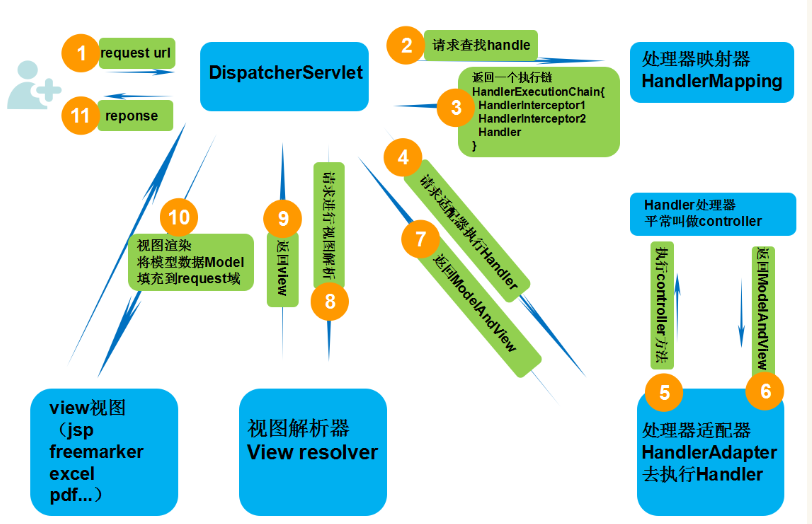 1
request url
DispatcherServlet
2
请求查找handle
处理器映射器
HandlerMapping
3
返回一个执行链
HandlerExecutionChain{
HandlerInterceptor1
HandlerInterceptor2
Handler
}
11
reponse
4
请求适配器执行Handler
Handler处理器
平常叫做controller
5
执行controller方法
6
返回ModelAndView
处理器适配器
HandlerAdapter
去执行Handler
7
返回ModelAndView
8
请求进行视图解析
9
返回view
视图解析器
View resolver
10
视图渲染
将模型数据Model
填充到request域
view视图
（jsp
freemarker
excel
pdf...）